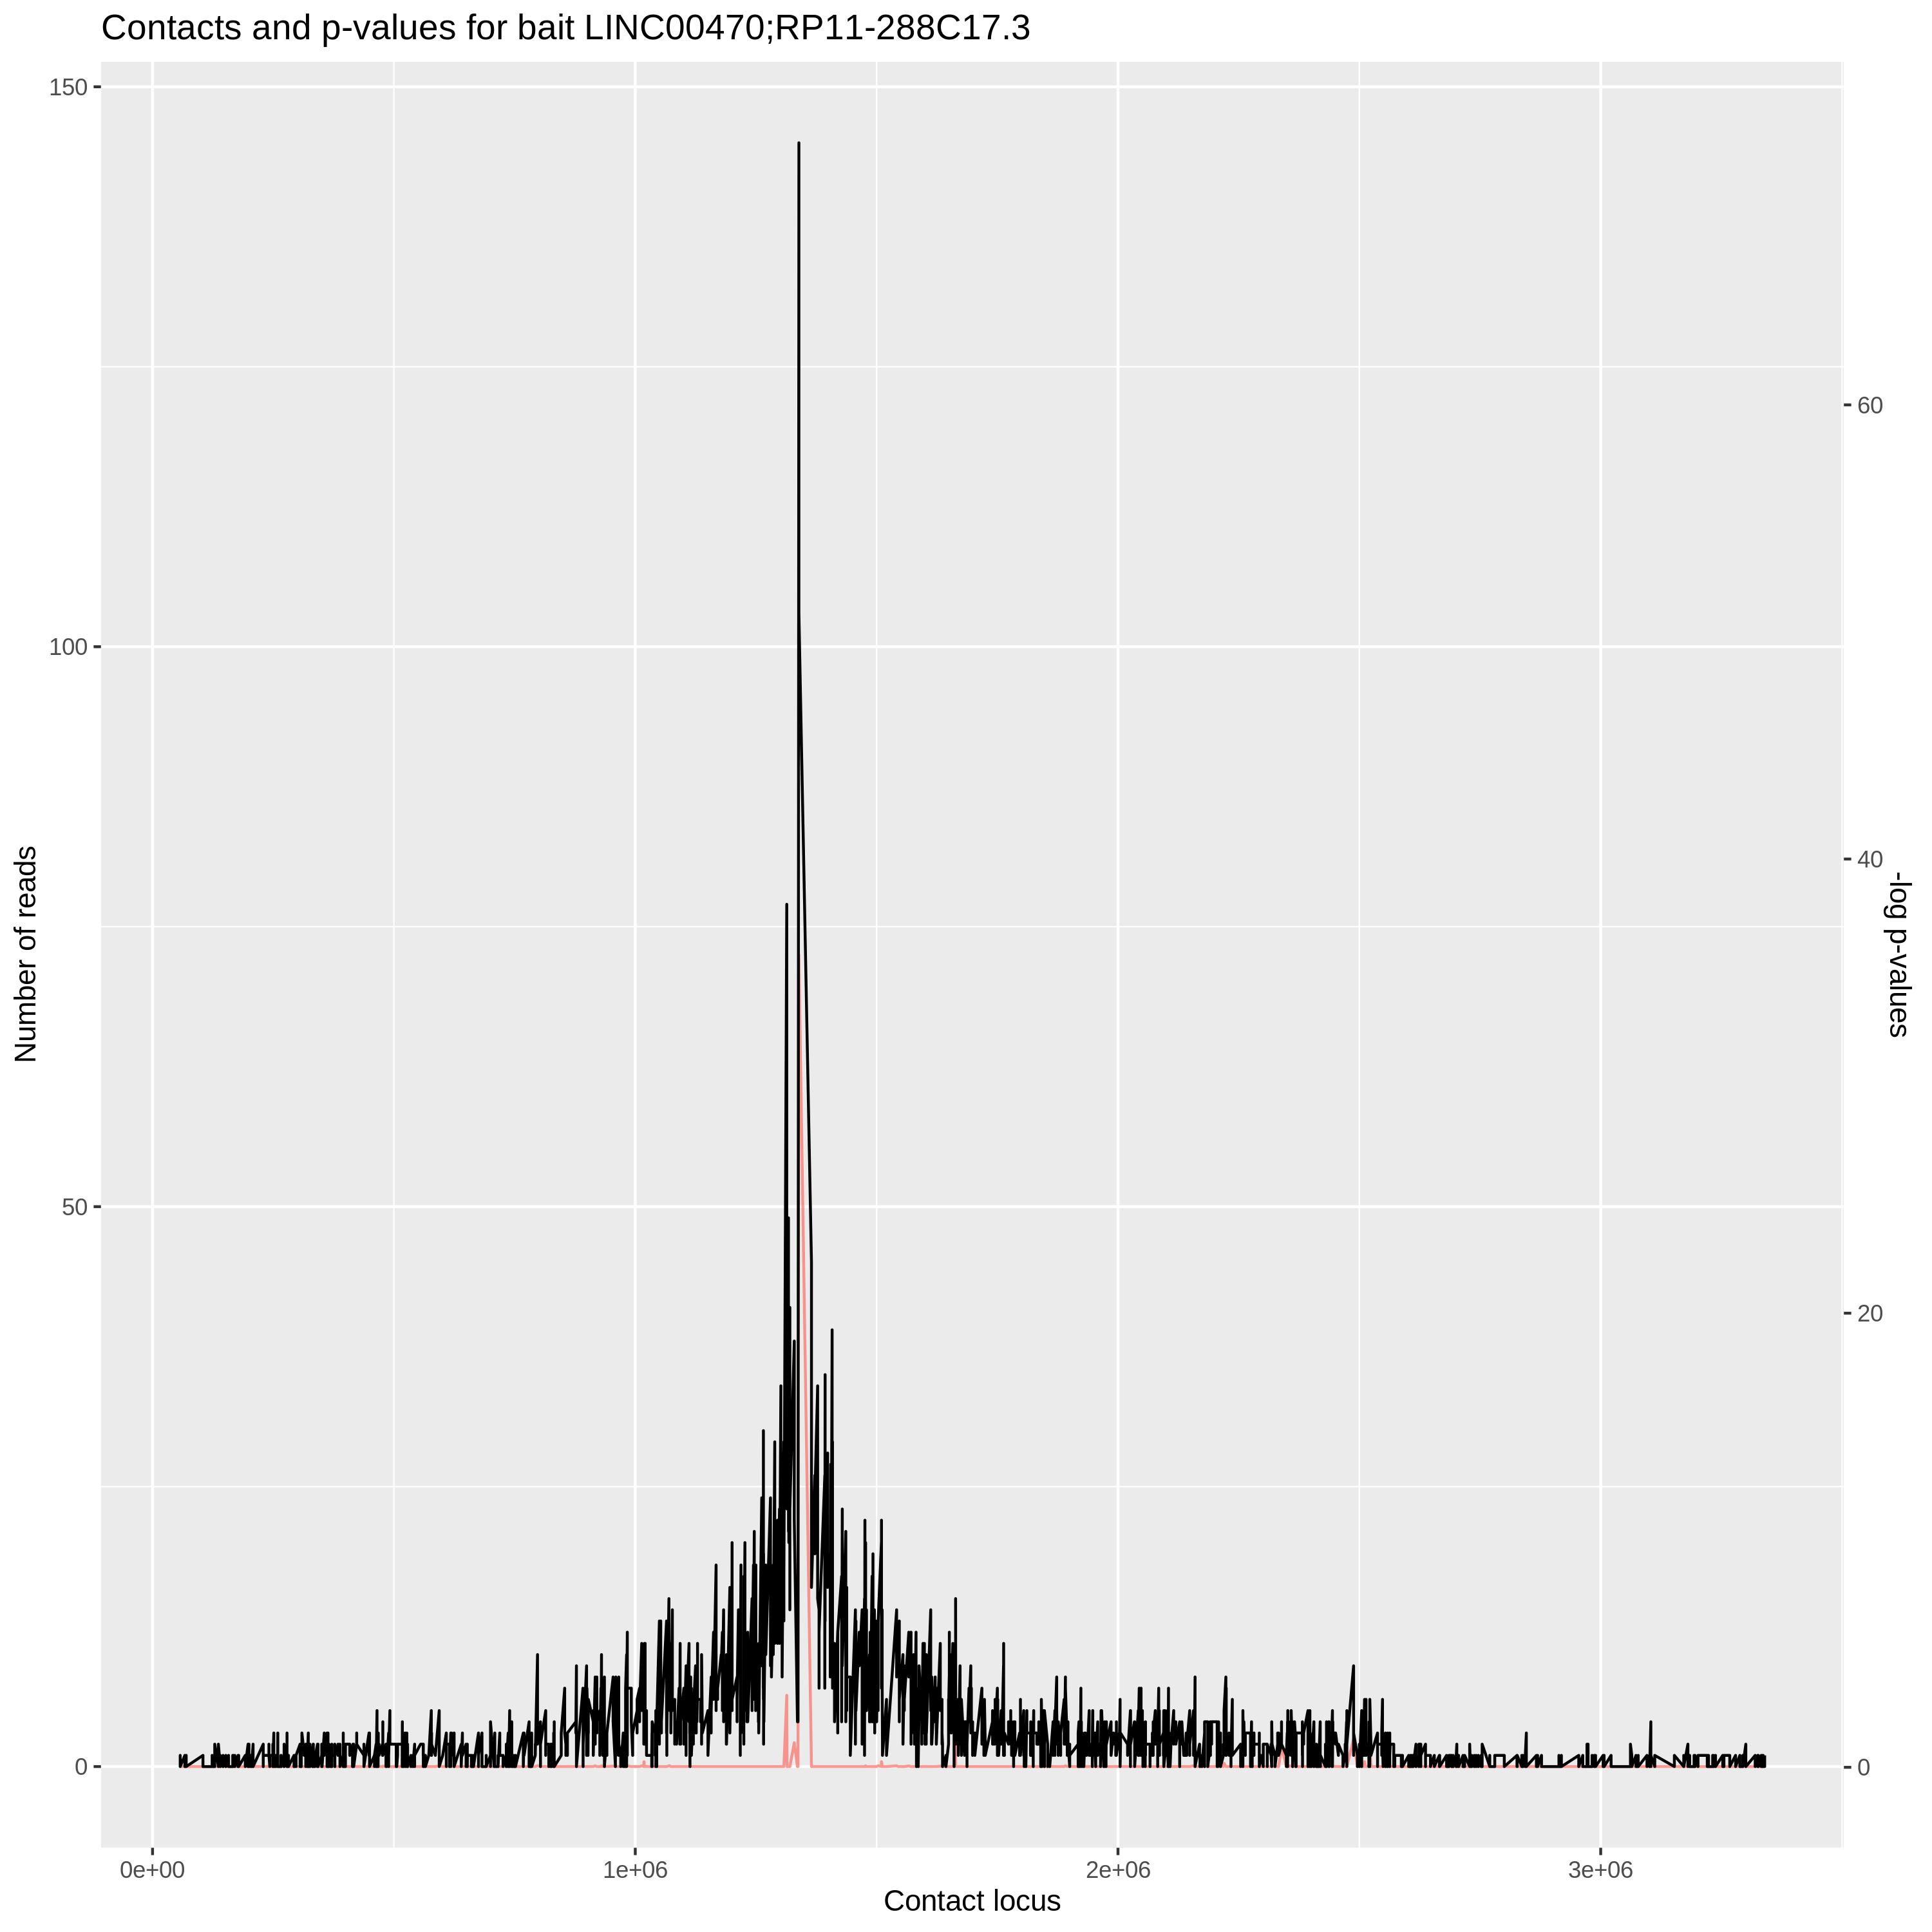 Contacts and p-values for bait LINC00470;RP11-288C17.3
150
100
50
0
Number of reads
60
40
20
0
-log p-values
0e+00
1e+06
2e+06
3e+06
Contact locus